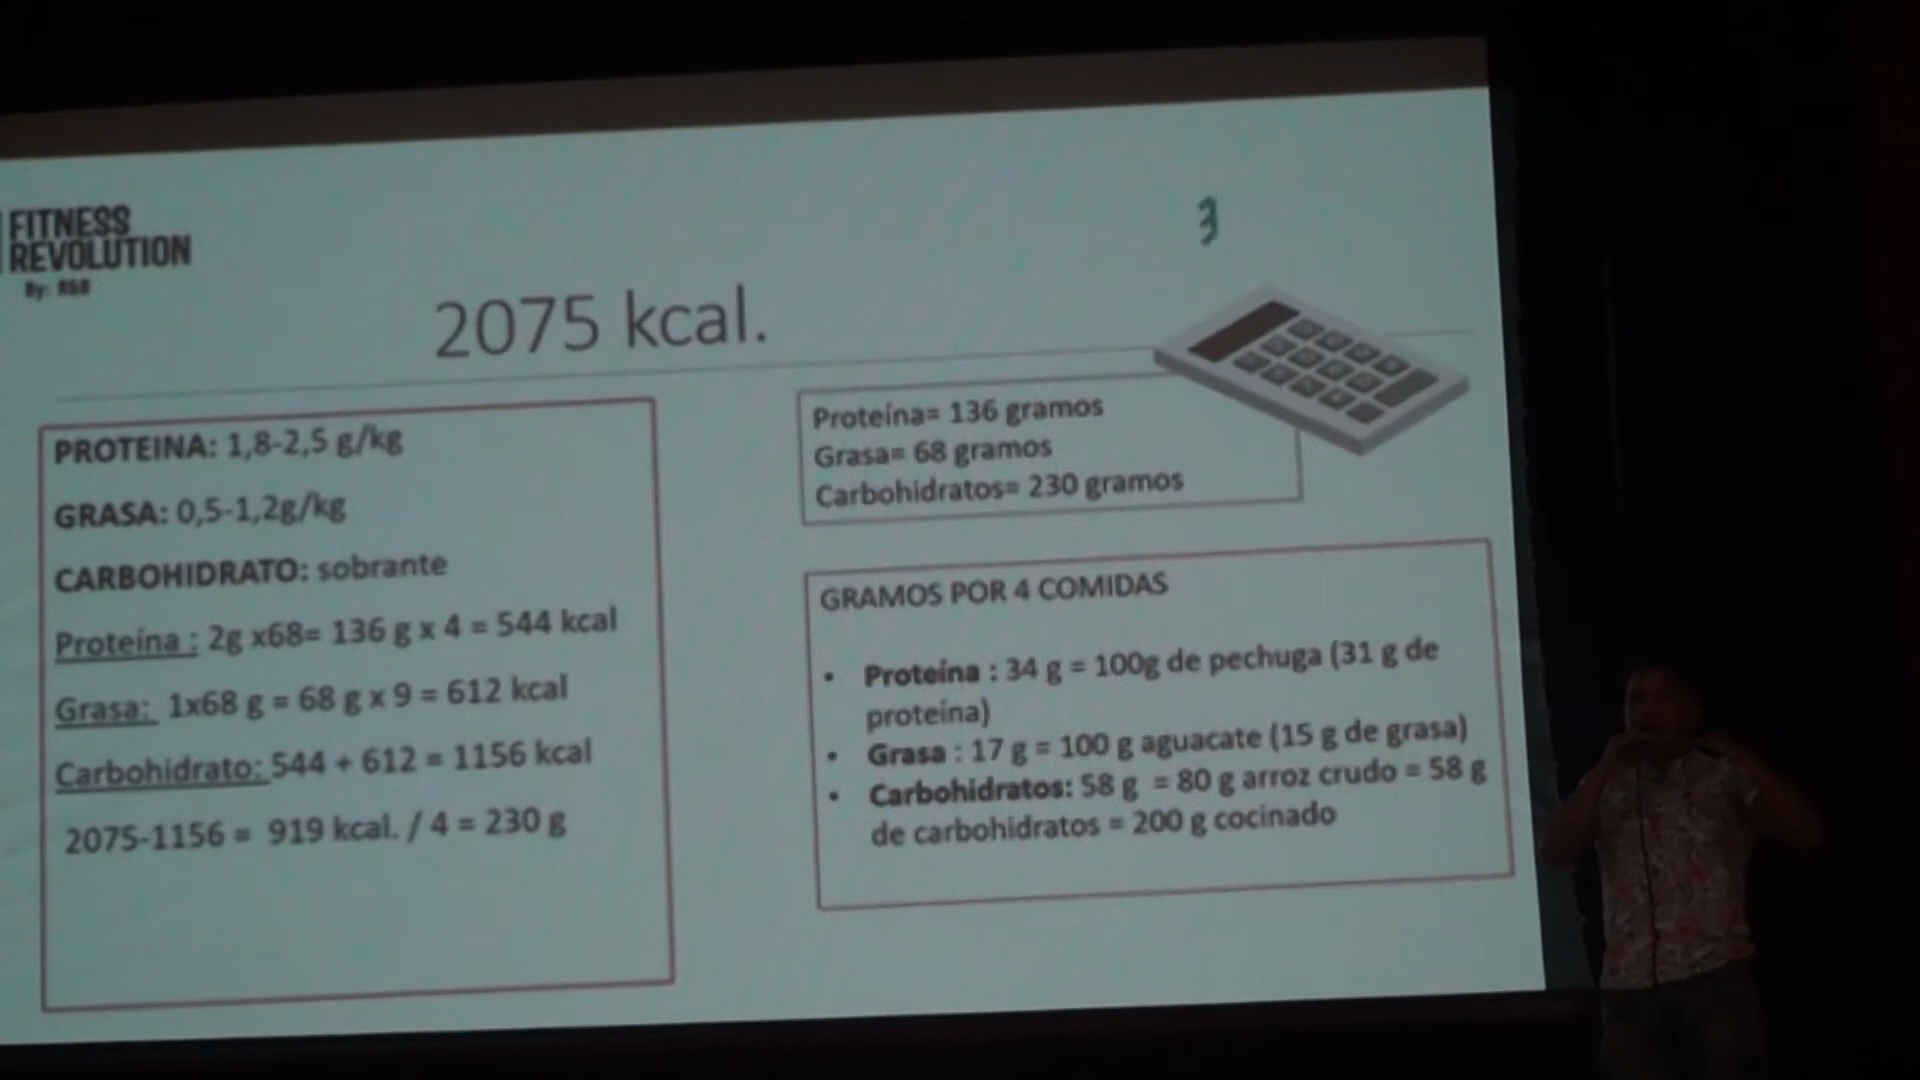 FITNESS
REVOLUTION
By: R&B
3
2075 kcal.
PROTEINA: 1,8-2,5 g/kg
GRASA: 0,5-1,2g/kg
CARBOHIDRATO: sobrante
Proteína : 2g x68= 136 g x 4 = 544 kcal
Grasa: 1x68 g = 68 g x 9 = 612 kcal
Carbohidrato: 544 + 612 = 1156 kcal
2075-1156 = 919 kcal. / 4 = 230 g
Proteína= 136 gramos
Grasa= 68 gramos
Carbohidratos= 230 gramos
GRAMOS POR 4 COMIDAS
• Proteína : 34 g = 100g de pechuga (31 g de
proteína)
• Grasa : 17 g = 100 g aguacate (15 g de grasa)
• Carbohidratos: 58 g = 80 g arroz crudo = 58 g
de carbohidratos = 200 g cocinado